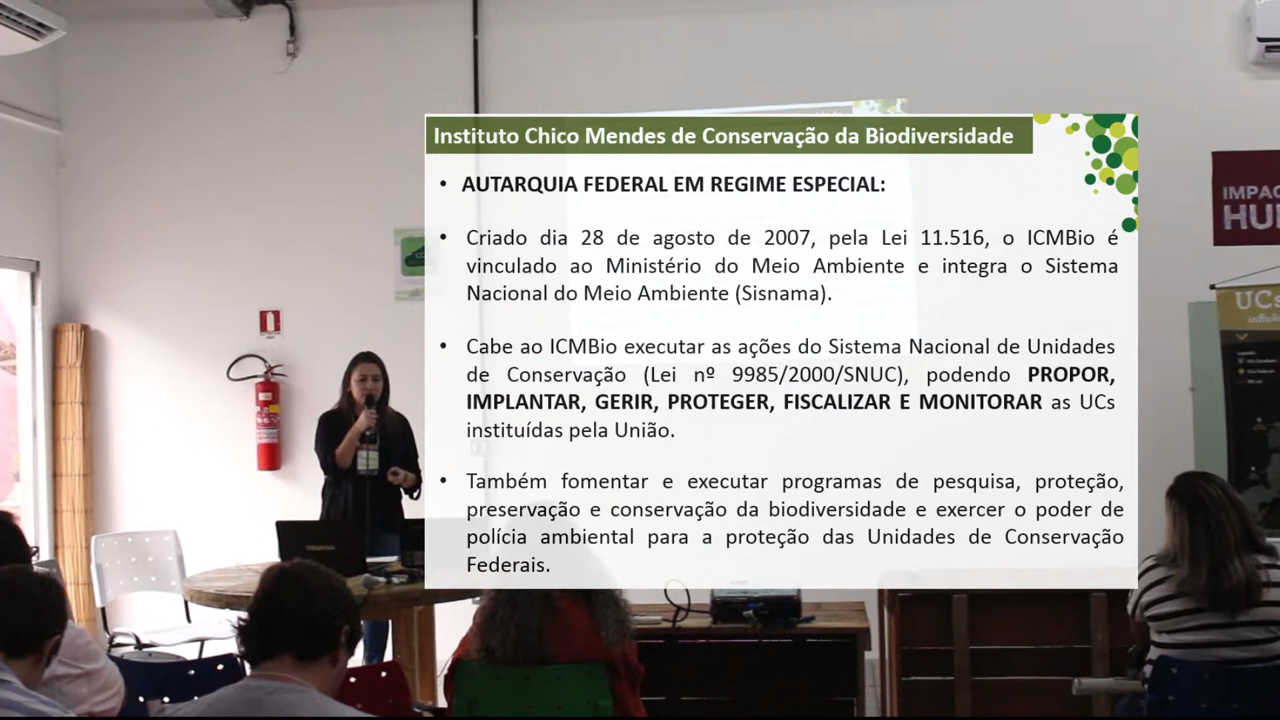 Instituto Chico Mendes de Conservação da Biodiversidade
• AUTARQUIA FEDERAL EM REGIME ESPECIAL:
• Criado dia 28 de agosto de 2007, pela Lei 11.516, o ICMBio é
vinculado ao Ministério do Meio Ambiente e integra o Sistema
Nacional do Meio Ambiente (Sisnama).
• Cabe ao ICMBio executar as ações do Sistema Nacional de Unidades
de Conservação (Lei nº 9985/2000/SNUC), podendo PROPOR,
IMPLANTAR, GERIR, PROTEGER, FISCALIZAR E MONITORAR as UCs
instituídas pela União.
• Também fomentar e executar programas de pesquisa, proteção,
preservação e conservação da biodiversidade e exercer o poder de
polícia ambiental para a proteção das Unidades de Conservação
Federais.
IMPAC
HU
UCs
TOSHIBA